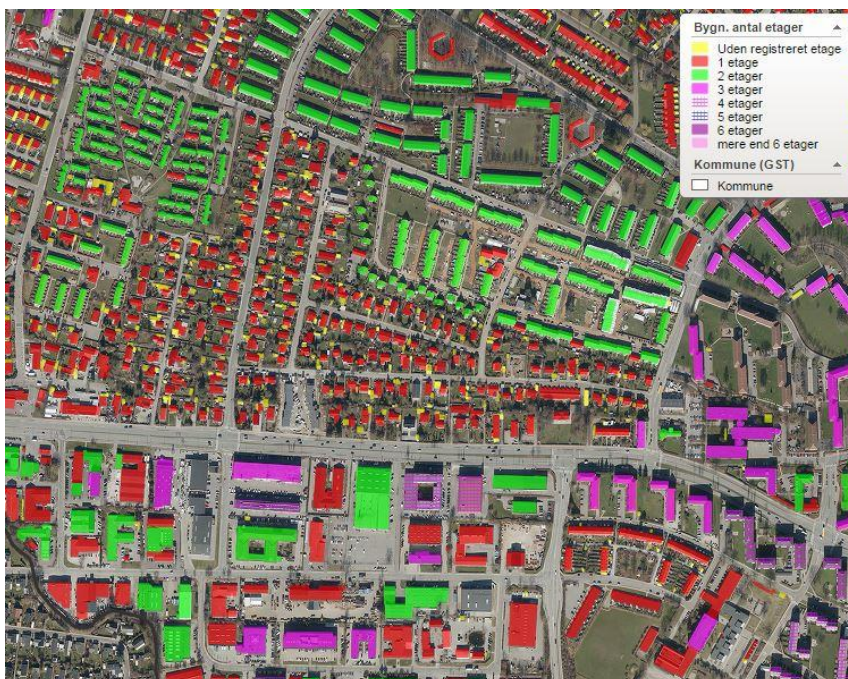 Bygn. antal etager
Uden registreret etage
1 etage
2 etager
3 etager
4 etager
5 etager
6 etager
mere end 6 etager
Kommune (GST)
Kommune